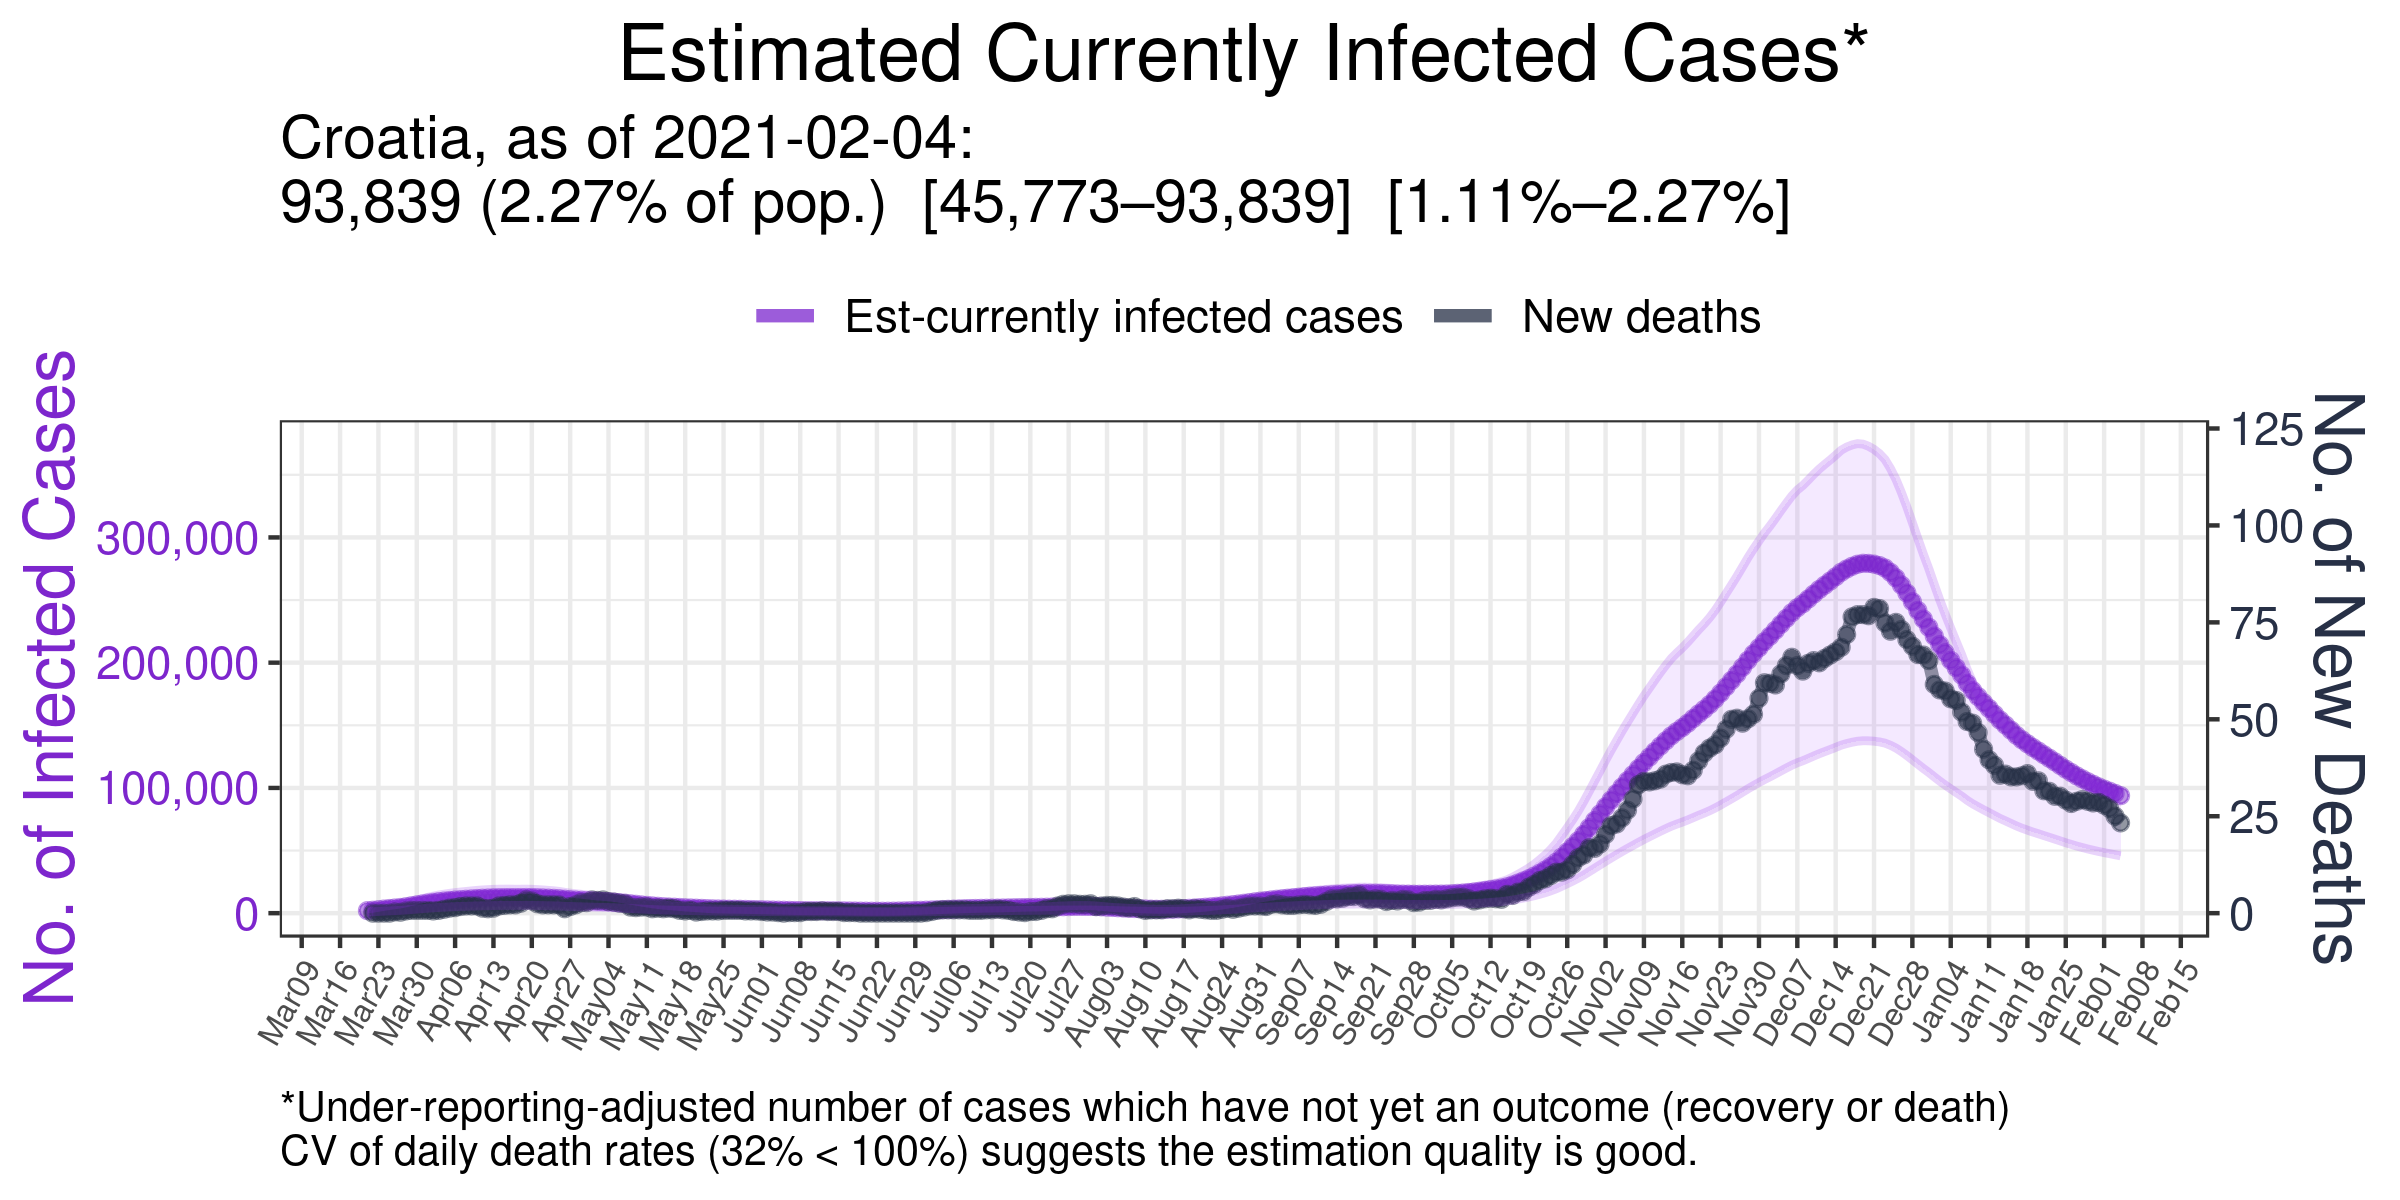 Estimated Currently Infected Cases*
Croatia, as of 2021-02-04:
93,839 (2.27% of pop.) [45,773–93,839] [1.11%–2.27%]
Est-currently infected cases New deaths
No. of Infected Cases
300,000
200,000
100,000
0
125
100
75
50
25
0
No. of New Deaths
Mar09 Mar16 Mar23 Mar30 Apr06 Apr13 Apr20 Apr27 May04 May11 May18 May25 Jun01 Jun08 Jun15 Jun22 Jun29 Jul06 Jul13 Jul20 Jul27 Aug03 Aug10 Aug17 Aug24 Aug31 Sep07 Sep14 Sep21 Sep28 Oct05 Oct12 Oct19 Oct26 Nov02 Nov09 Nov16 Nov23 Nov30 Dec07 Dec14 Dec21 Dec28 Jan04 Jan11 Jan18 Jan25 Feb01 Feb08 Feb15
*Under-reporting-adjusted number of cases which have not yet an outcome (recovery or death)
CV of daily death rates (32% < 100%) suggests the estimation quality is good.